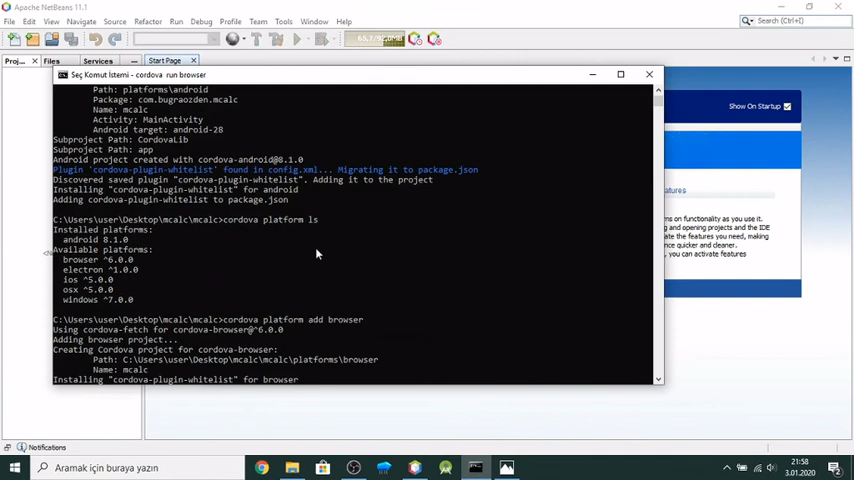 Apache NetBeans 11.1
File Edit View Navigate Source Refactor Run Debug Profile Team Tools Window Help
Search (Ctrl+I)
Proj... Files Services Start Page
Seç Komut İstemi - cordova run browser
Path: platforms\android
Package: com.bugraozden.mcalc
Name: mcalc
Activity: MainActivity
Android target: android-28
Subproject Path: CordovaLib
Subproject Path: app
Android project created with cordova-android@8.1.0
Plugin 'cordova-plugin-whitelist' found in config.xml... Migrating it to package.json
Discovered saved plugin "cordova-plugin-whitelist". Adding it to the project
Installing "cordova-plugin-whitelist" for android
Adding cordova-plugin-whitelist to package.json
C:\Users\user\Desktop\mcalc\mcalc>cordova platform ls
Installed platforms:
android 8.1.0
Available platforms:
browser ^6.0.0
electron ^1.0.0
ios ^5.0.0
osx ^5.0.0
windows ^7.0.0
C:\Users\user\Desktop\mcalc\mcalc>cordova platform add browser
Using cordova-fetch for cordova-browser@^6.0.0
Adding browser project...
Creating Cordova project for cordova-browser:
Path: C:\Users\user\Desktop\mcalc\mcalc\platforms\browser
Name: mcalc
Installing "cordova-plugin-whitelist" for browser
Show On Startup
eatures
ns on functionality as you use it.
ng and opening projects and the IDE
ate the features you need, making
nce quicker and cleaner.
, you can activate features
Notifications
Aramak için buraya yazın
21:58
3.01.2020
2